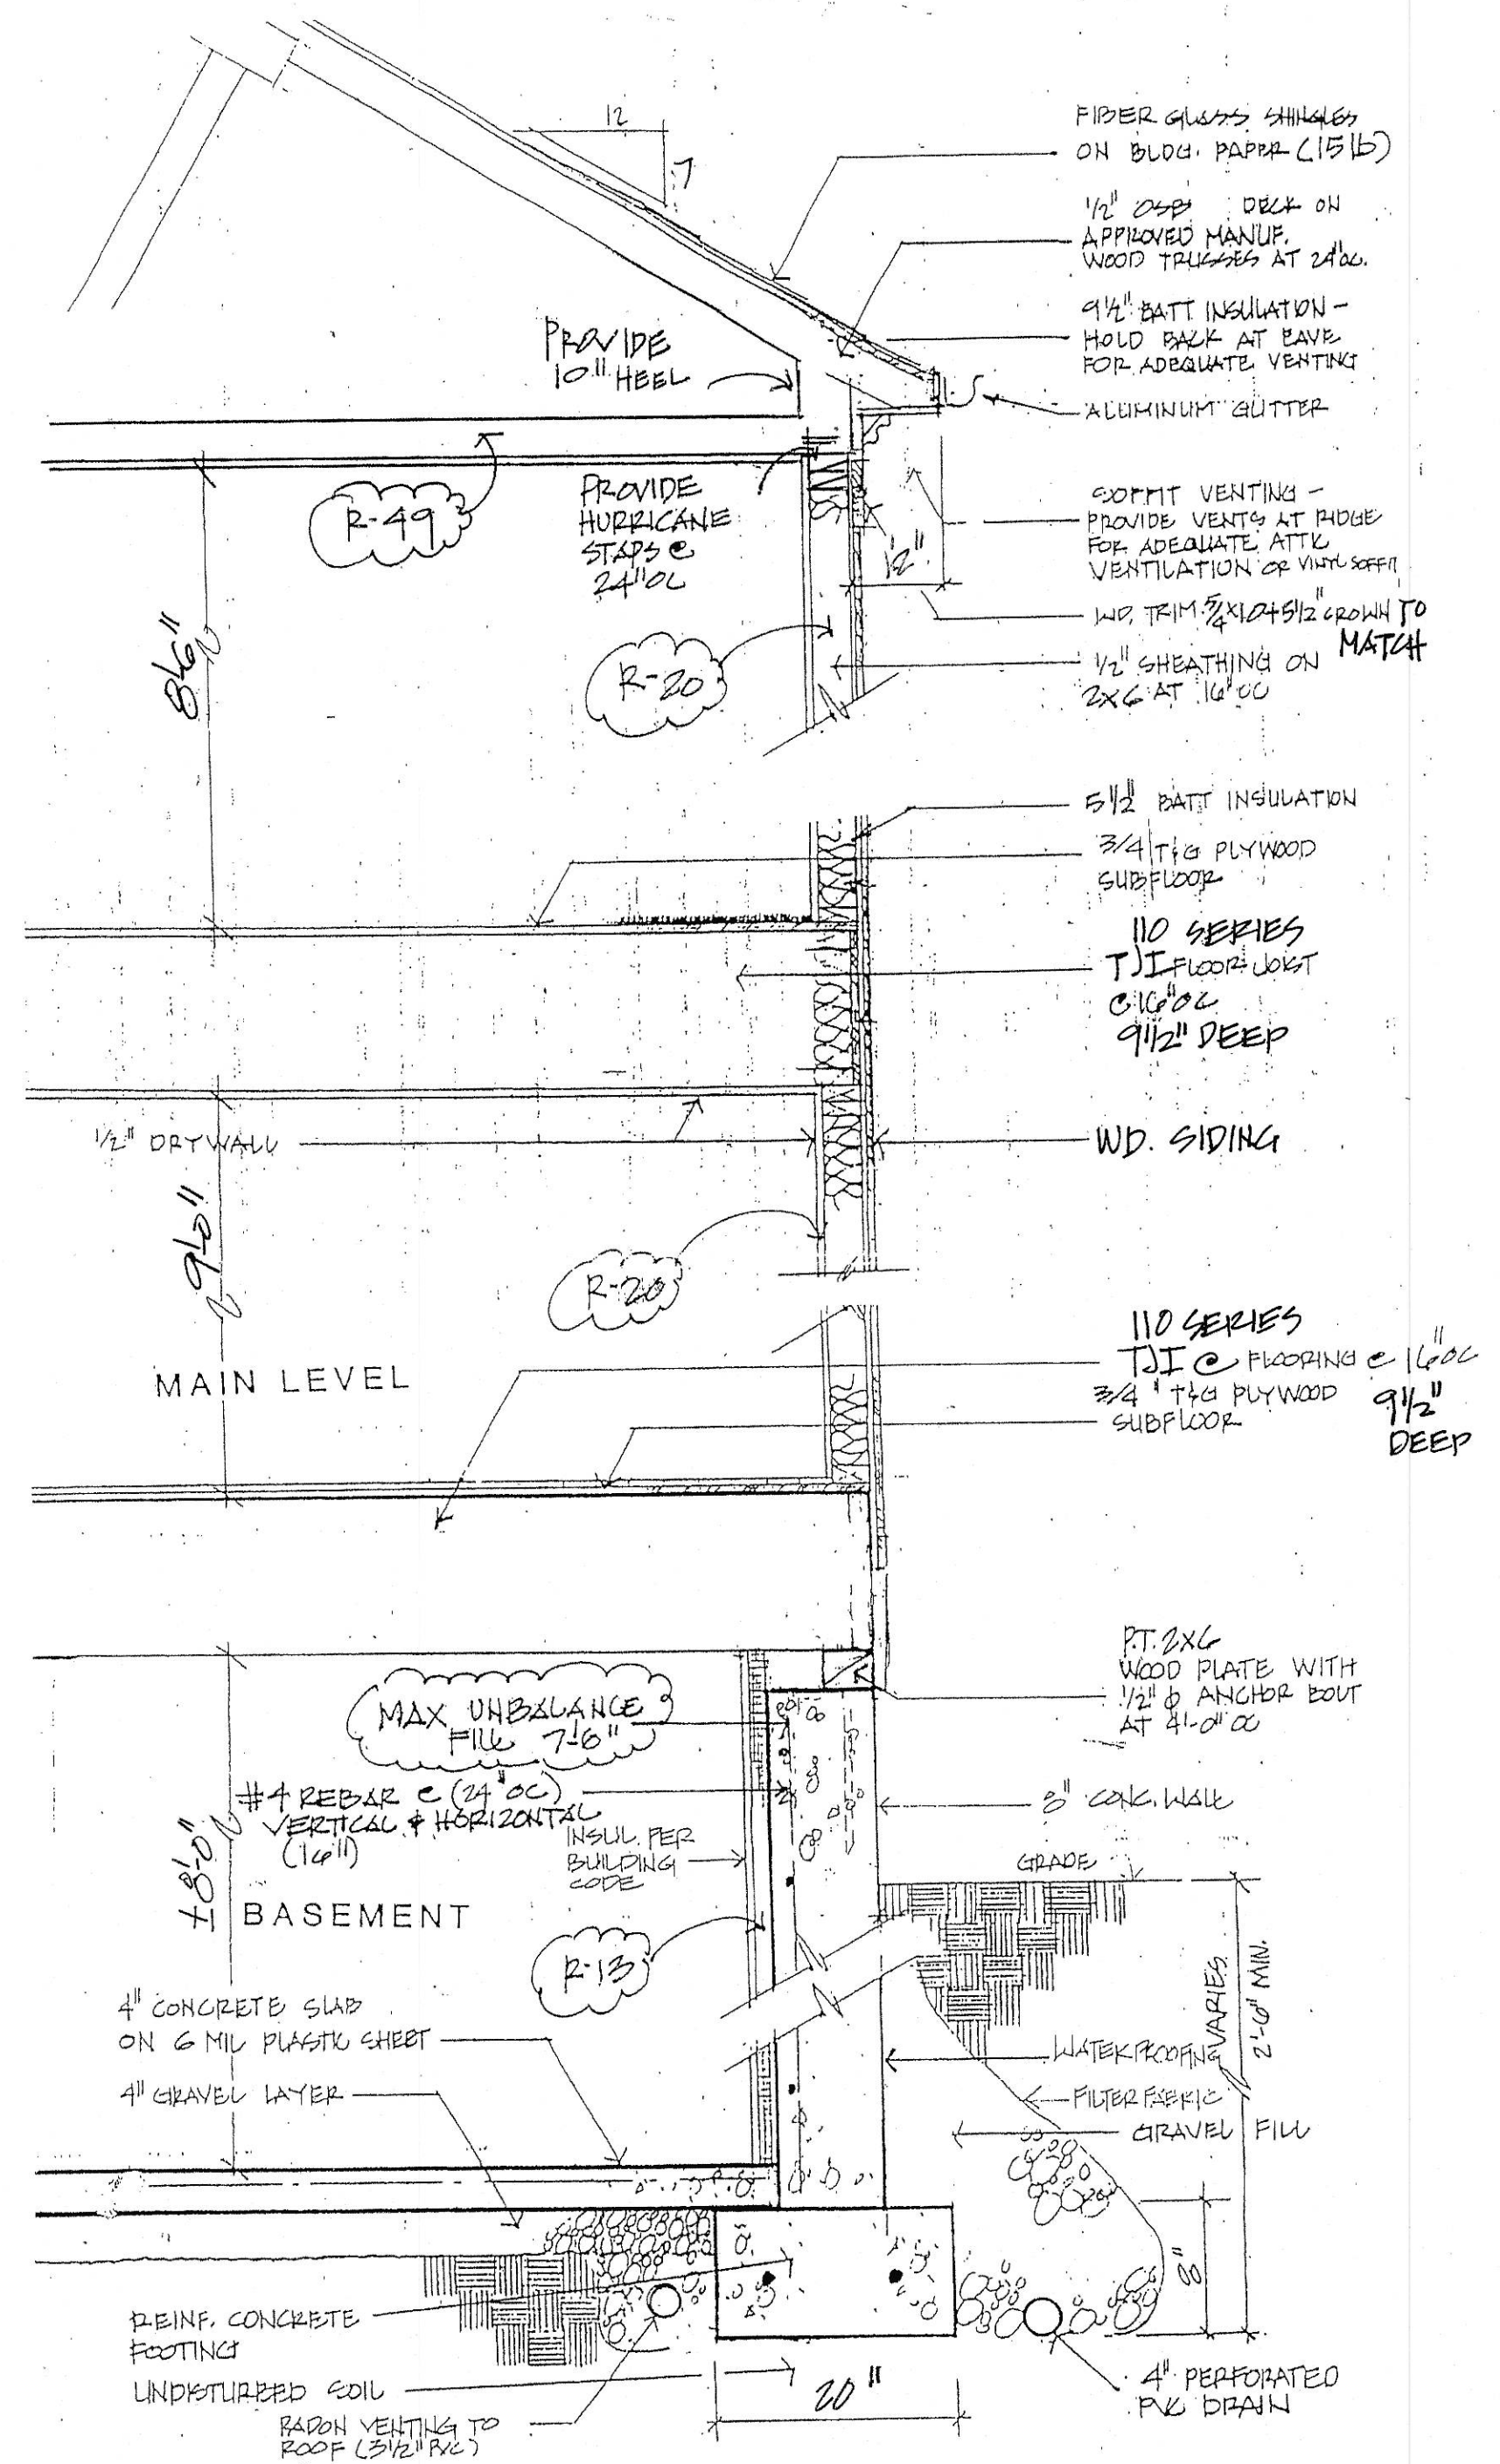 12
7
FIBER GLASS SHINGLES
ON BLDG. PAPER (15 lb)
1/2" OSB DECK ON
APPROVED MANUF.
WOOD TRUSSES AT 24"OC.
9 1/2" BATT INSULATION -
HOLD BACK AT EAVE
FOR ADEQUATE VENTING
ALUMINUM GUTTER
PROVIDE
10" HEEL
R-49
PROVIDE
HURRICANE
STAPS @
24"OC
12"
SOFFIT VENTING -
PROVIDE VENTS AT RIDGE
FOR ADEQUATE ATTIC
VENTILATION OR VINYL SOFFIT
WD. TRIM 5/4X10+5 1/2" CROWN TO
MATCH
1/2" SHEATHING ON
2X6 AT 16"OC
8'-6"
R-20
5 1/2" BATT INSULATION
3/4 T&G PLYWOOD
SUBFLOOR
110 SERIES
TJI FLOOR JOIST
@ 16"OC
9 1/2" DEEP
1/2" DRYWALL
WD. SIDING
9'-0"
R-20
MAIN LEVEL
110 SERIES
TJI @ FLOORING @ 16"OC
3/4" T&G PLYWOOD
SUBFLOOR
9 1/2"
DEEP
P.T. 2X6
WOOD PLATE WITH
1/2" ϕ ANCHOR BOLT
AT 4'-0" OC
MAX UNBALANCE
FILL 7'-6"
#4 REBAR @ (24"OC)
VERTICAL & HORIZONTAL
(16")
INSUL. PER
BUILDING
CODE
8" CONC. WALL
GRADE
±8'-0"
BASEMENT
R-13
VARIES
2'-6" MIN.
4" CONCRETE SLAB
ON 6 MIL PLASTIC SHEET
4" GRAVEL LAYER
WATERPROOFING
FILTER FABRIC
GRAVEL FILL
8"
REINF. CONCRETE
FOOTING
UNDISTURBED SOIL
RADON VENTING TO
ROOF (3 1/2" PVC)
20"
4" PERFORATED
PVC DRAIN